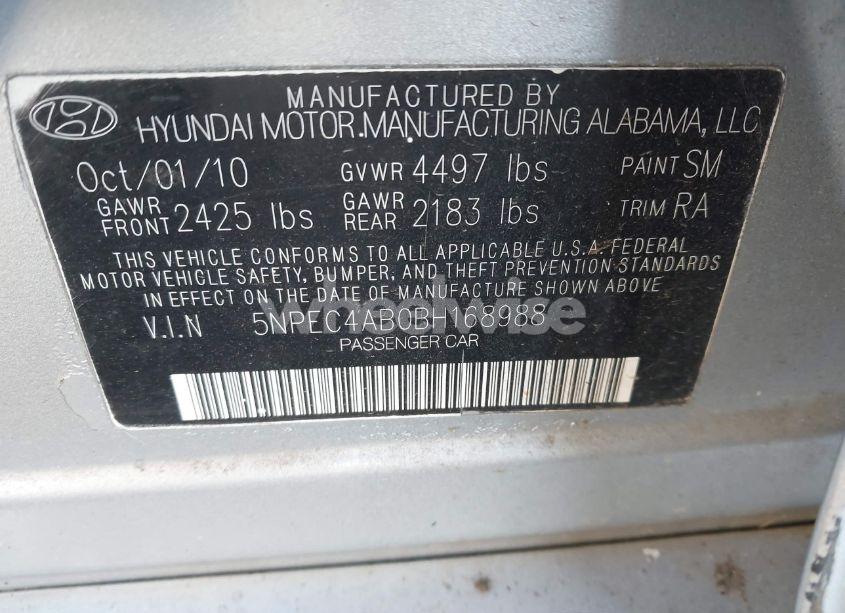 MANUFACTURED BY
HYUNDAI MOTOR MANUFACTURING ALABAMA, LLC
Oct/01/10 GVWR 4497 lbs PAINT SM
GAWR FRONT 2425 lbs GAWR REAR 2183 lbs TRIM RA
THIS VEHICLE CONFORMS TO ALL APPLICABLE U.S.A. FEDERAL
MOTOR VEHICLE SAFETY, BUMPER, AND THEFT PREVENTION STANDARDS
IN EFFECT ON THE DATE OF MANUFACTURE SHOWN ABOVE
V.I.N 5NPEC4AB0BH168988
wheelwise
PASSENGER CAR